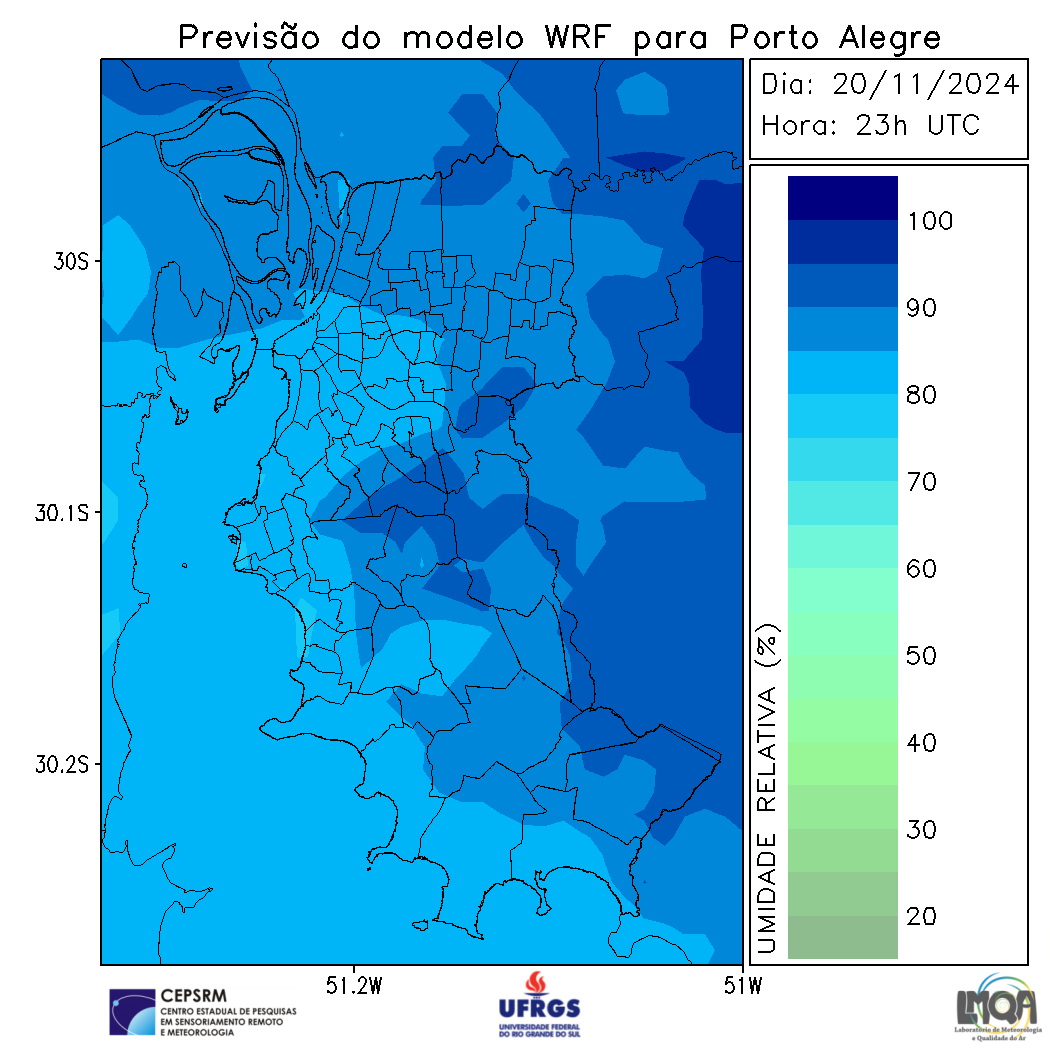 Previsão do modelo WRF para Porto Alegre
Dia: 20/11/2024
Hora: 23h UTC
30S
30.1S
30.2S
51.2W
51W
UMIDADE RELATIVA (%)
100
90
80
70
60
50
40
30
20
CEPSRM
CENTRO ESTADUAL DE PESQUISAS
EM SENSORIAMENTO REMOTO
E METEOROLOGIA
UFRGS
UNIVERSIDADE FEDERAL
DO RIO GRANDE DO SUL
LMQA
Laboratório de Meteorologia
e Qualidade do Ar